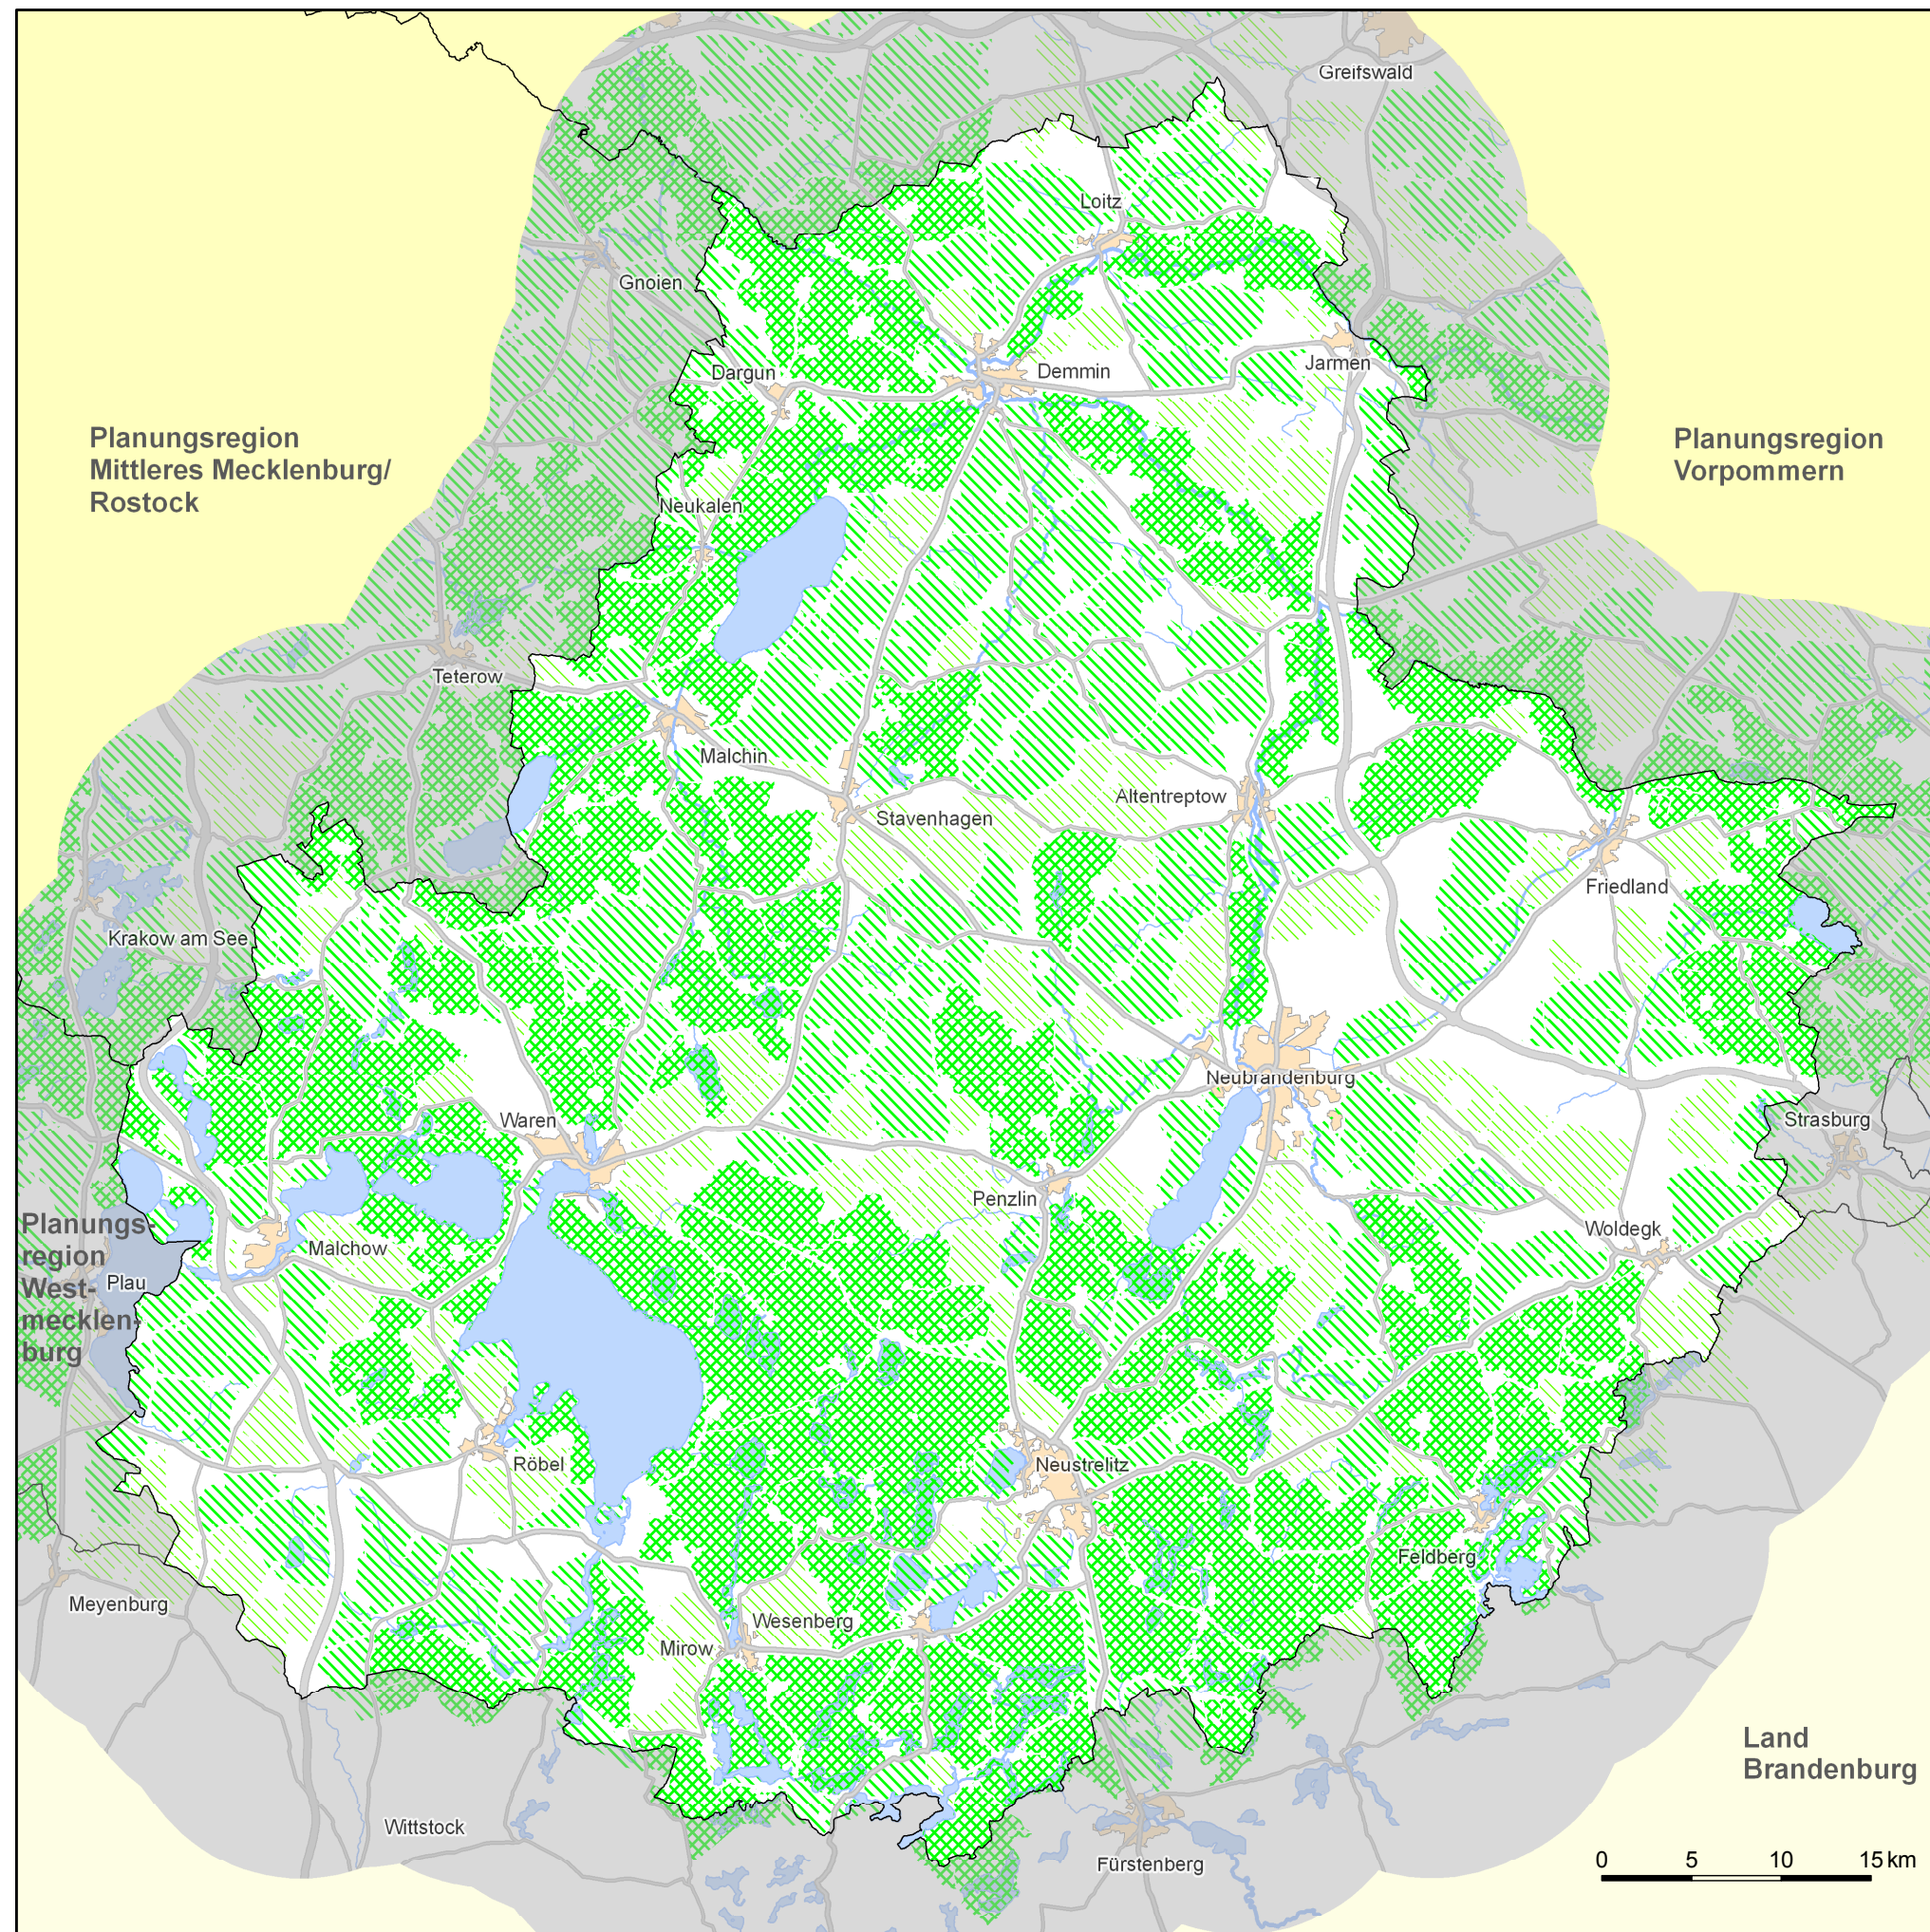 Greifswald
Loitz
Gnoien
Jarmen
Dargun
Demmin
Planungsregion
Mittleres Mecklenburg/
Rostock
Planungsregion
Vorpommern
Neukalen
Teterow
Malchin
Altentreptow
Stavenhagen
Friedland
Krakow am See
Neubrandenburg
Waren
Strasburg
Penzlin
Planungs-
region
West-
mecklen-
burg
Malchow
Woldegk
Plau
Röbel
Neustrelitz
Feldberg
Meyenburg
Wesenberg
Mirow
Land
Brandenburg
Wittstock
Fürstenberg
0 5 10 15 km